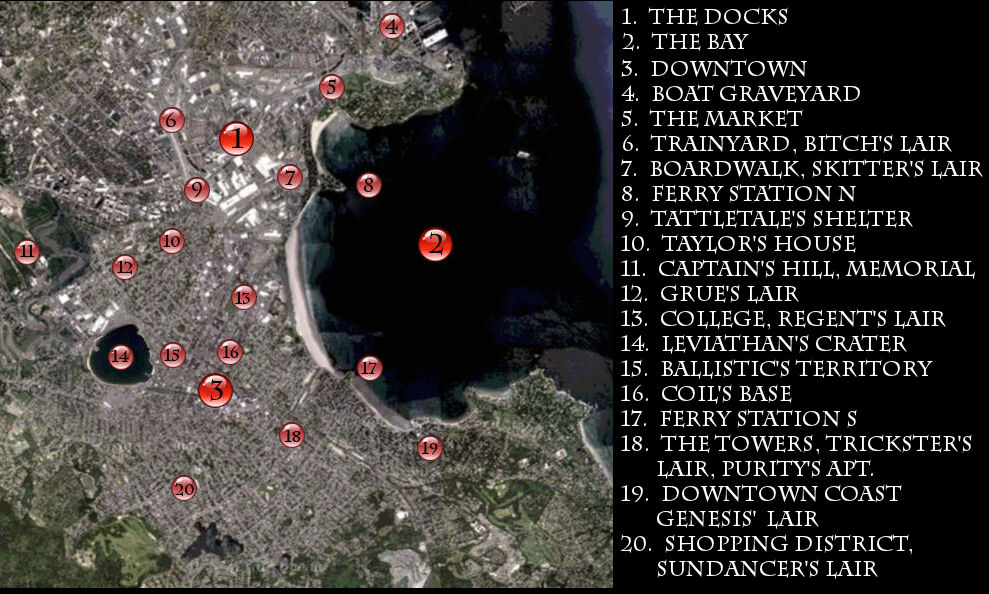 4
5
6
1
7
8
9
10
2
11
12
13
14
15
16
17
3
18
19
20
1. THE DOCKS
2. THE BAY
3. DOWNTOWN
4. BOAT GRAVEYARD
5. THE MARKET
6. TRAINYARD, BITCH'S LAIR
7. BOARDWALK, SKITTER'S LAIR
8. FERRY STATION N
9. TATTLETALE'S SHELTER
10. TAYLOR'S HOUSE
11. CAPTAIN'S HILL, MEMORIAL
12. GRUE'S LAIR
13. COLLEGE, REGENT'S LAIR
14. LEVIATHAN'S CRATER
15. BALLISTIC'S TERRITORY
16. COIL'S BASE
17. FERRY STATION S
18. THE TOWERS, TRICKSTER'S
LAIR, PURITY'S APT.
19. DOWNTOWN COAST
GENESIS' LAIR
20. SHOPPING DISTRICT,
SUNDANCER'S LAIR